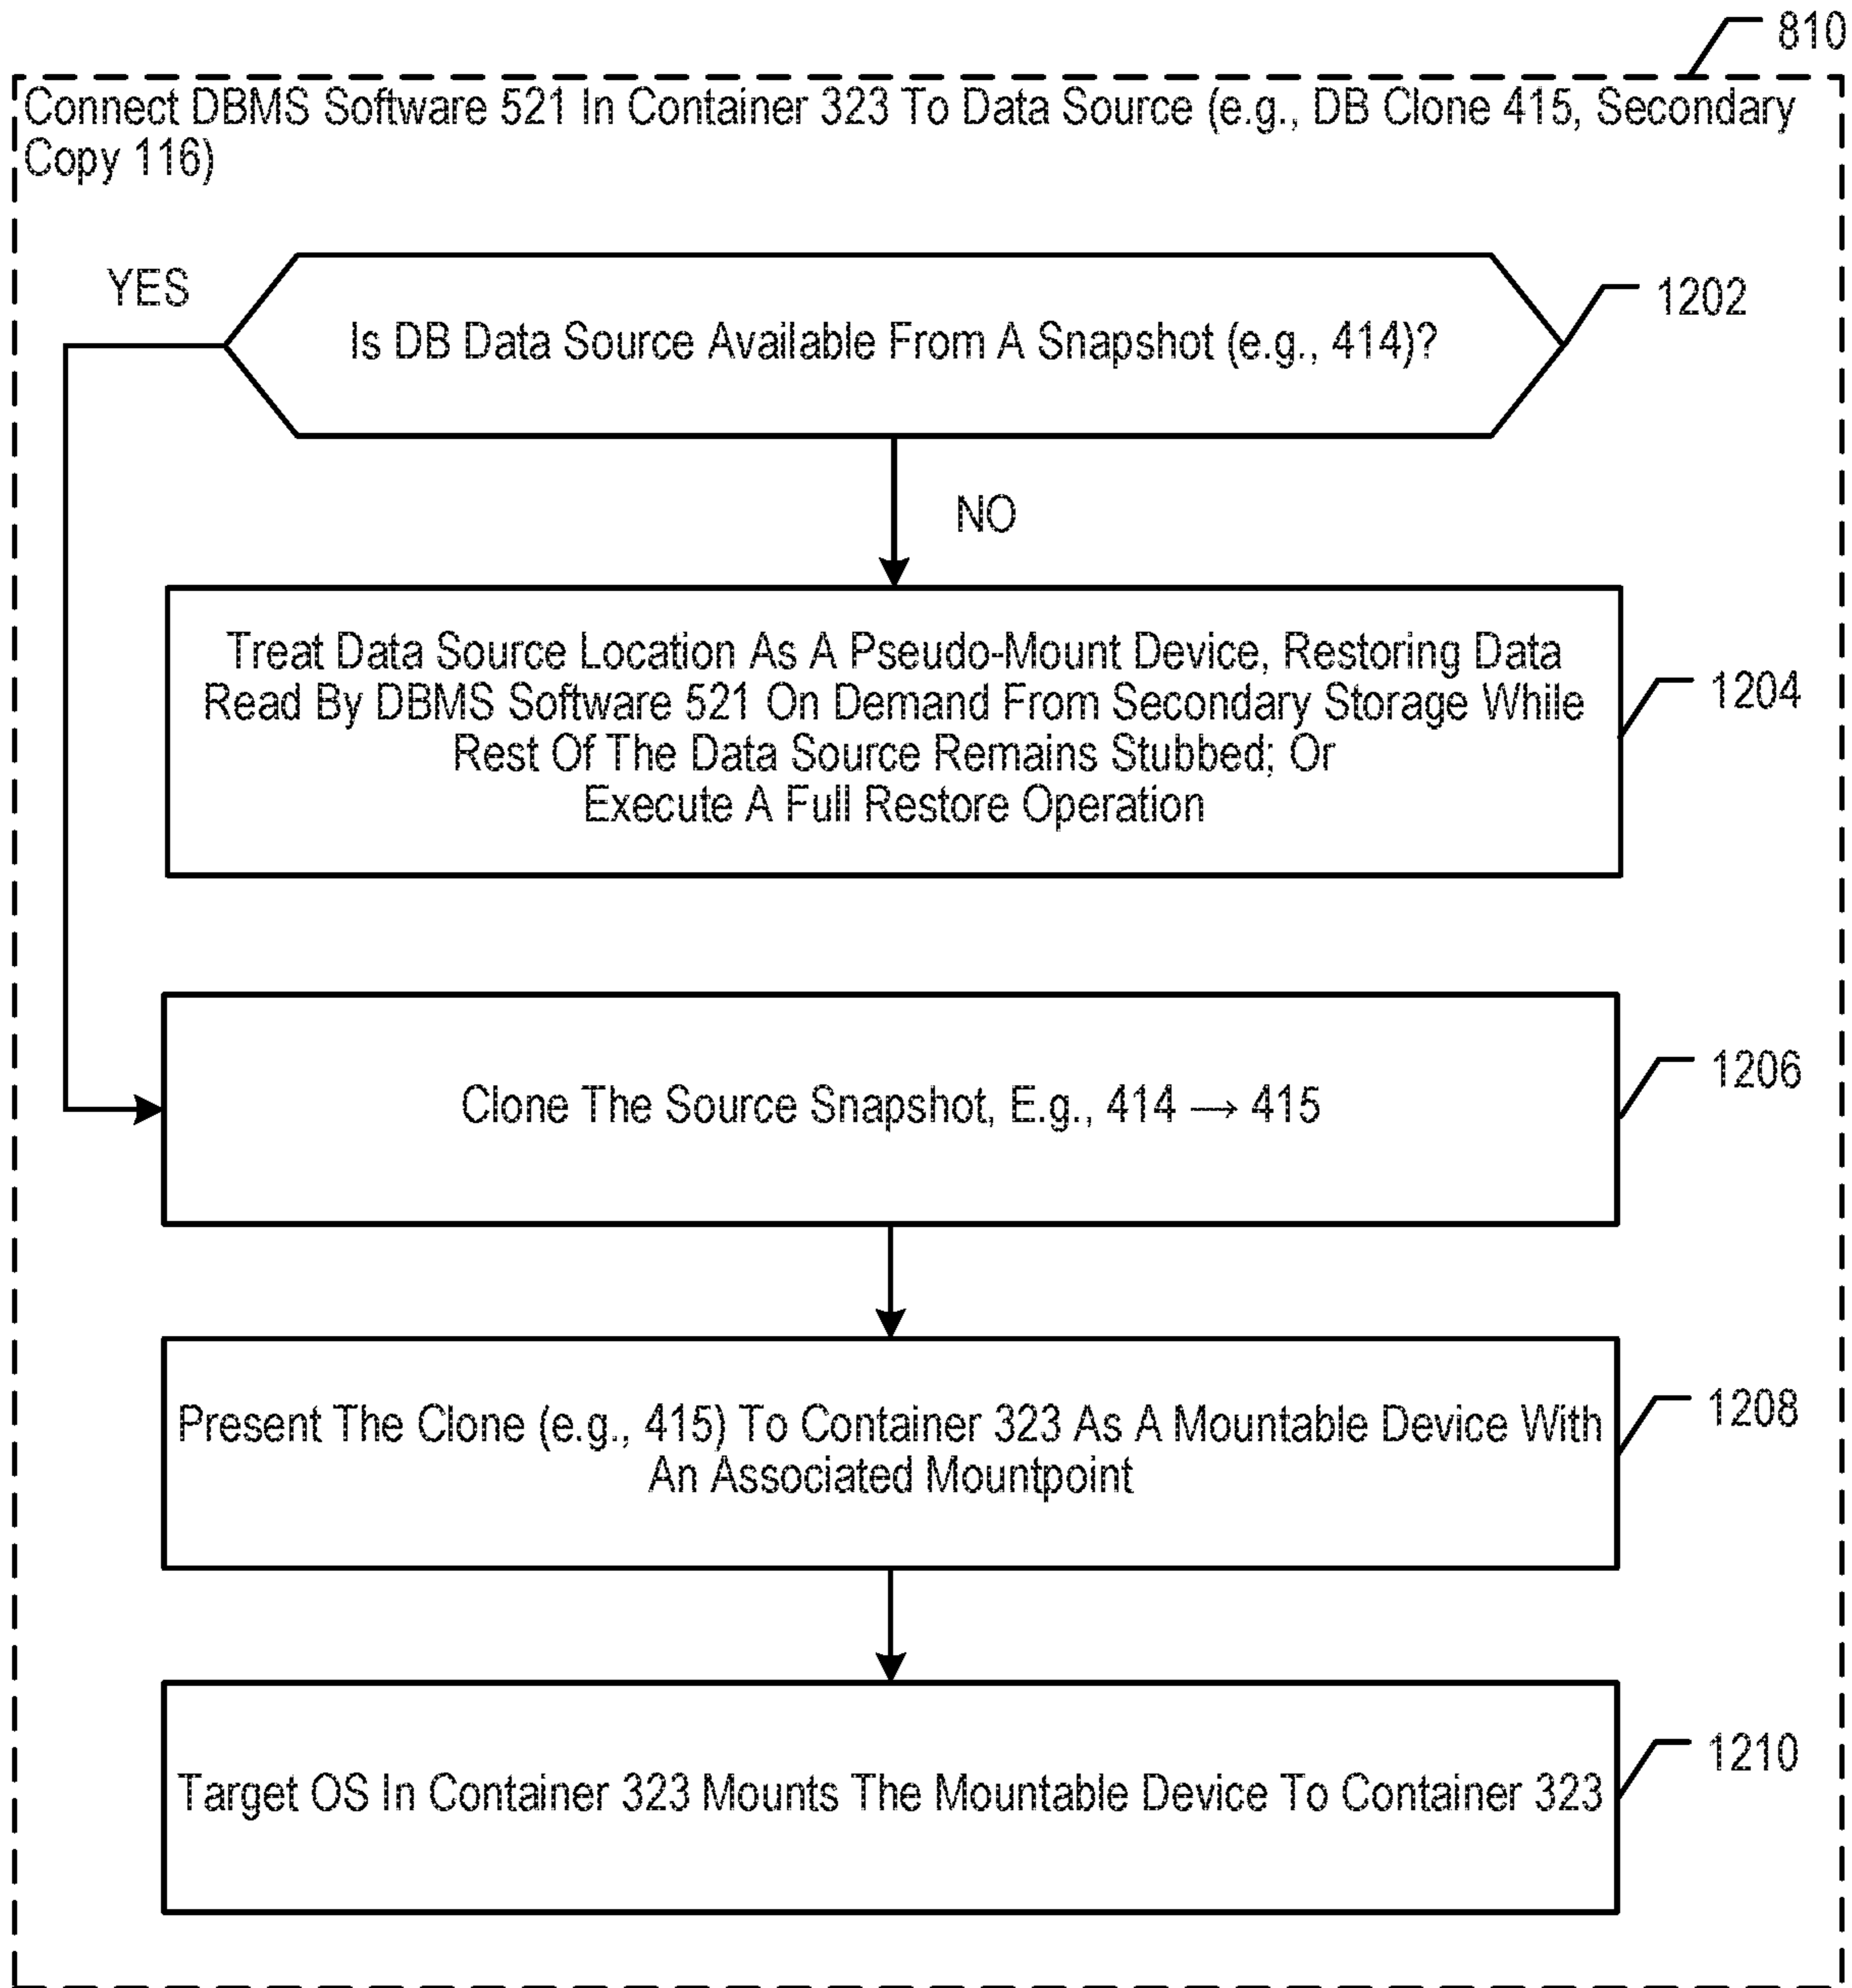 810
Connect DBMS Software 521 In Container 323 To Data Source (e.g., DB Clone 415, Secondary
Copy 116)
YES
Is DB Data Source Available From A Snapshot (e.g., 414)?
1202
NO
Treat Data Source Location As A Pseudo-Mount Device, Restoring Data
Read By DBMS Software 521 On Demand From Secondary Storage While
Rest Of The Data Source Remains Stubbed; Or
Execute A Full Restore Operation
1204
Clone The Source Snapshot, E.g., 414 → 415
1206
Present The Clone (e.g., 415) To Container 323 As A Mountable Device With
An Associated Mountpoint
1208
Target OS In Container 323 Mounts The Mountable Device To Container 323
1210